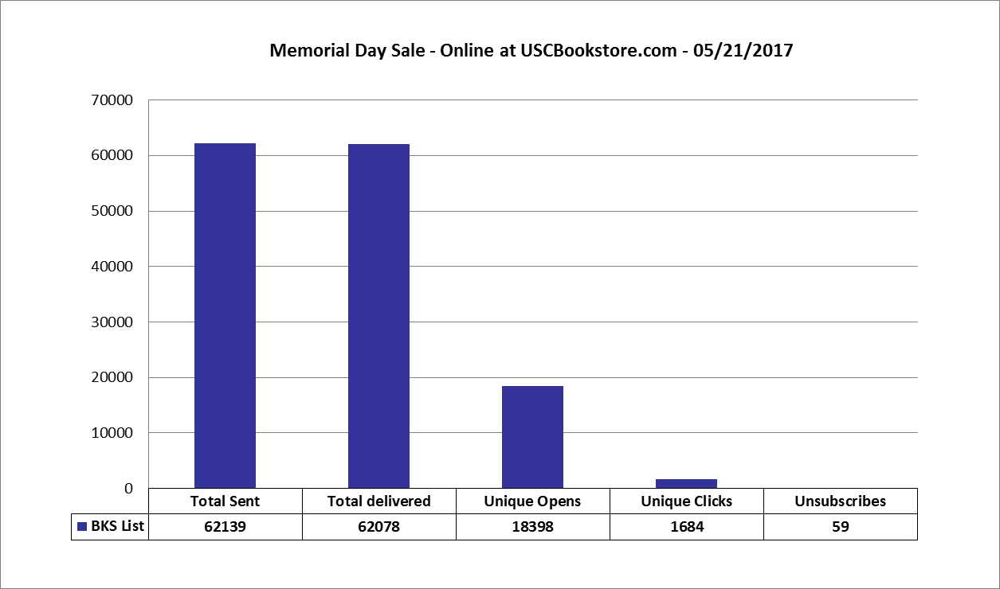 Memorial Day Sale - Online at USCBookstore.com - 05/21/2017
70000
60000
50000
40000
30000
20000
10000
0
Total Sent Total delivered Unique Opens Unique Clicks Unsubscribes
BKS List 62139 62078 18398 1684 59